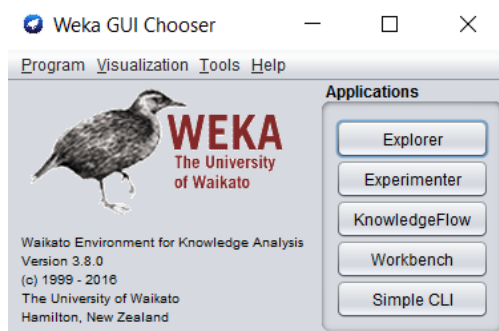 Weka GUI Chooser
Program Visualization Tools Help
Applications
WEKA
The University
of Waikato
Explorer
Experimenter
KnowledgeFlow
Workbench
Simple CLI
Waikato Environment for Knowledge Analysis
Version 3.8.0
(c) 1999 - 2016
The University of Waikato
Hamilton, New Zealand